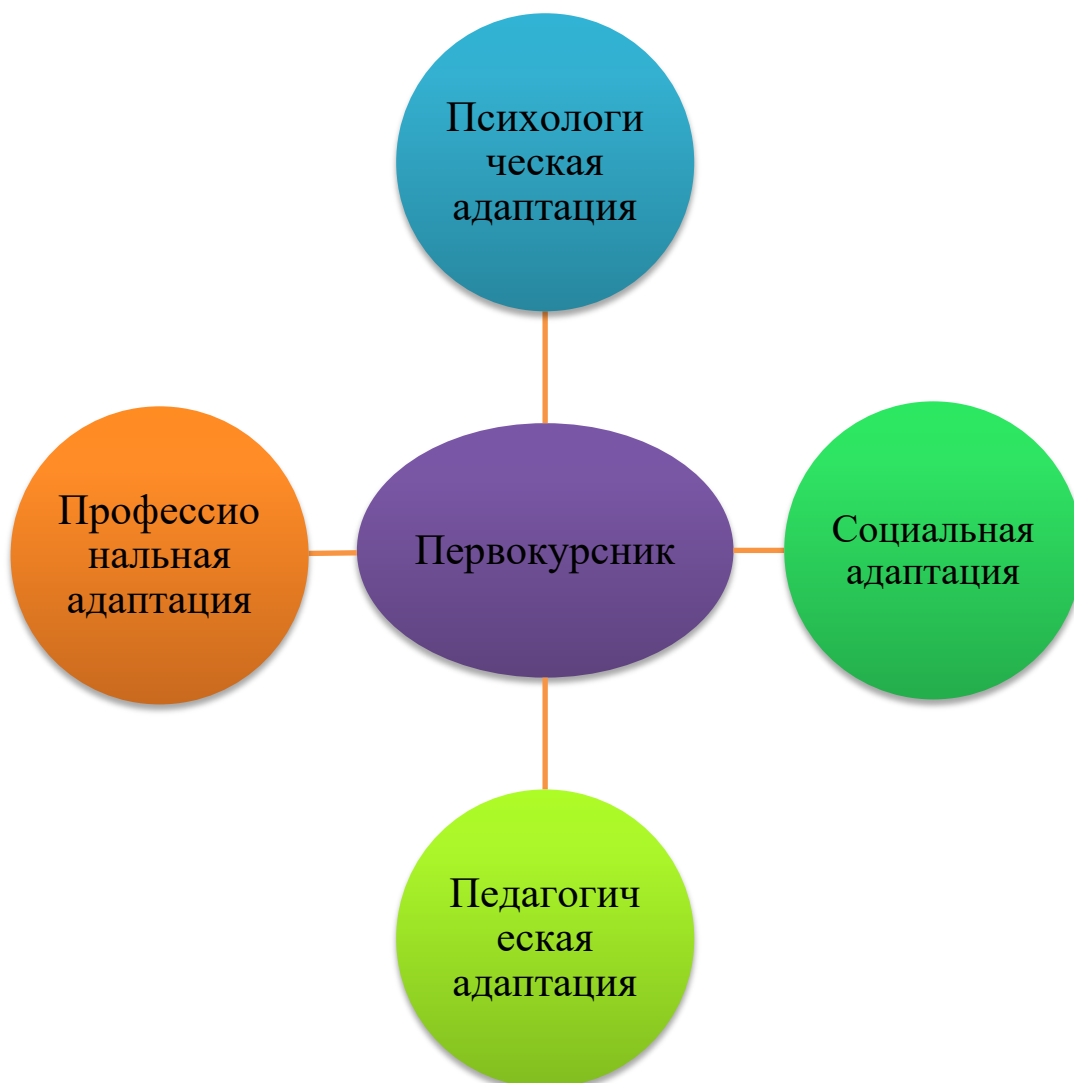 Психологи
ческая
адаптация
Профессио
нальная
адаптация
Первокурсник
Социальная
адаптация
Педагогич
еская
адаптация